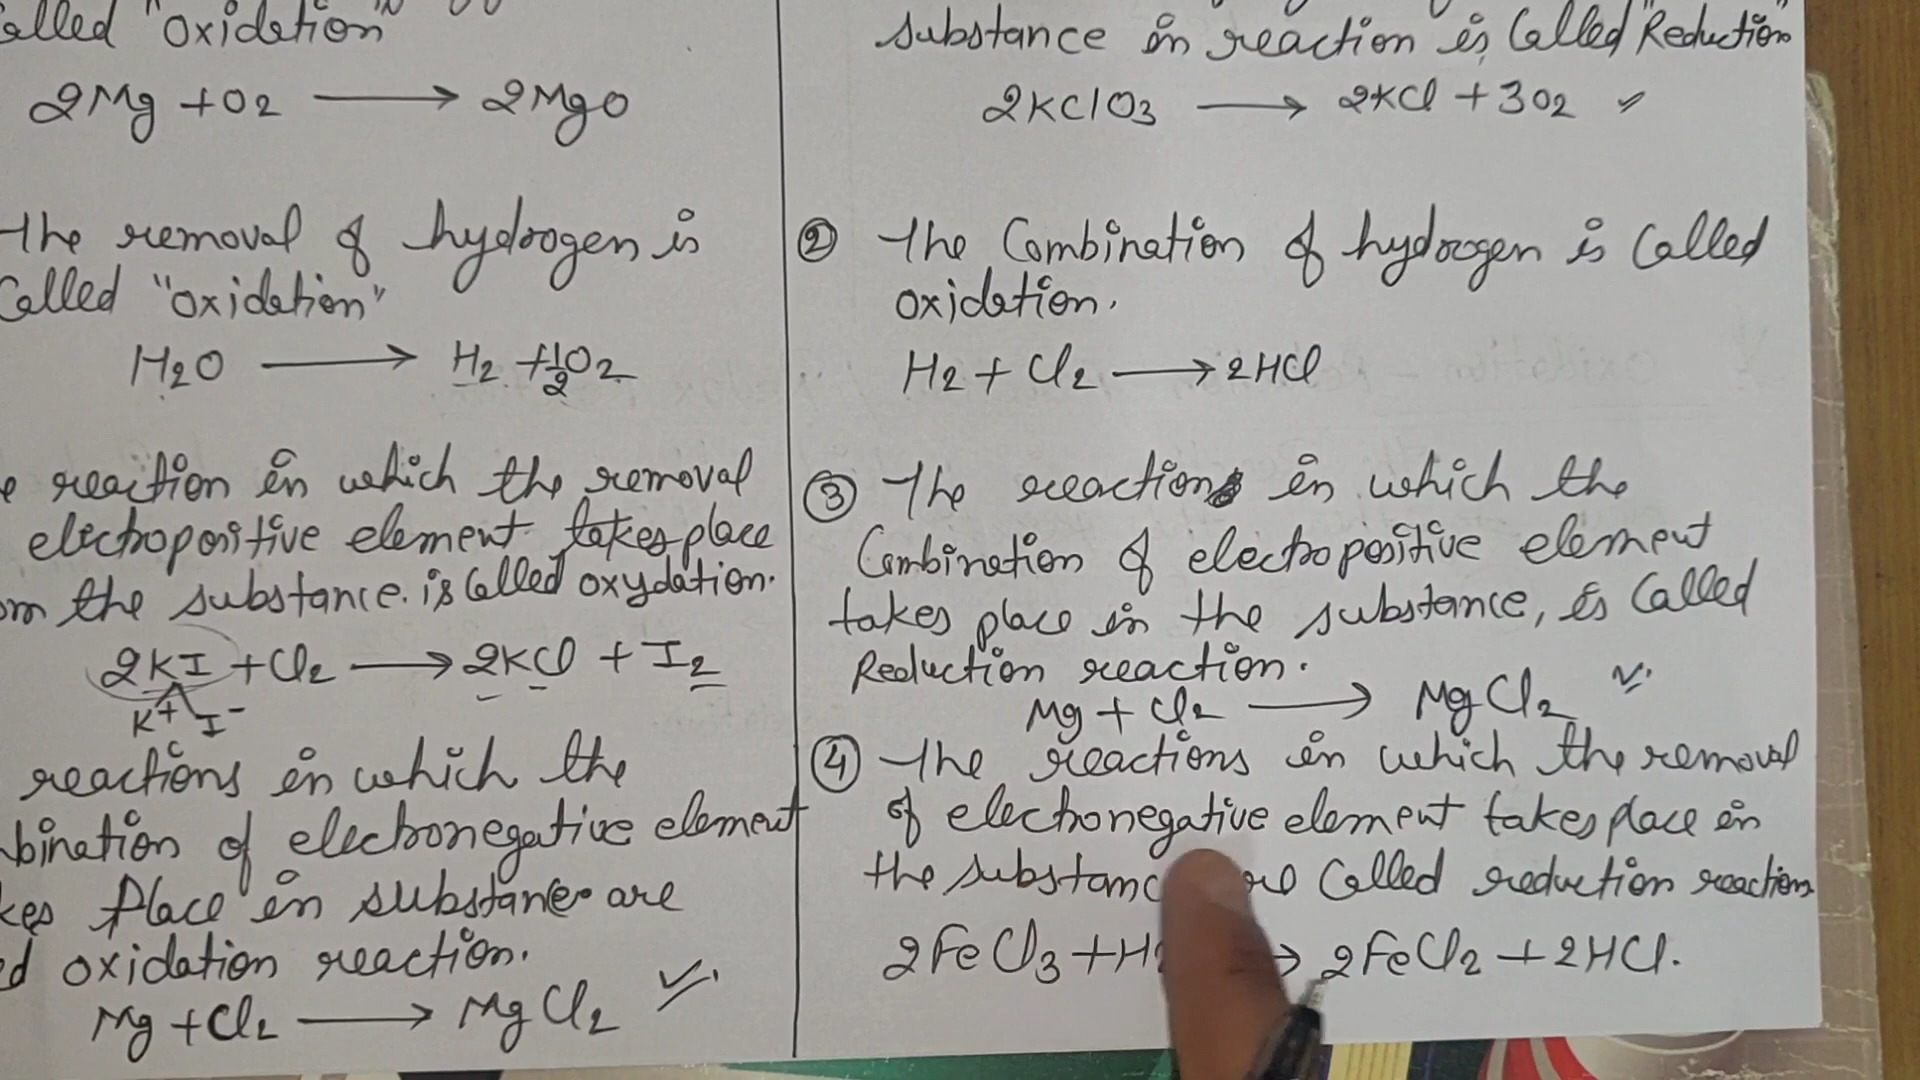 called "oxidation"
2Mg + O2 → 2MgO
the removal of hydrogen is
called "oxidation"
H2O → H2 + 1/2 O2
reaction in which the removal
electropositive element takes place
the substance. is called oxydation.
2KI + Cl2 → 2KCl + I2
K+ I-
reactions in which the
bination of electronegative element
kes place in substance are
d oxidation reaction.
Mg + Cl2 → MgCl2
substance in reaction is called "Reduction"
2KClO3 → 2KCl + 3O2
② The Combination of hydrogen is called
oxidation.
H2 + Cl2 → 2HCl
③ The reaction in which the
Combination of electropositive element
takes place in the substance, is called
Reduction reaction.
Mg + Cl2 → MgCl2
④ The reactions in which the removal
of electronegative element takes place in
the substanc called reduction reaction
2FeCl3 + H → 2FeCl2 + 2HCl.